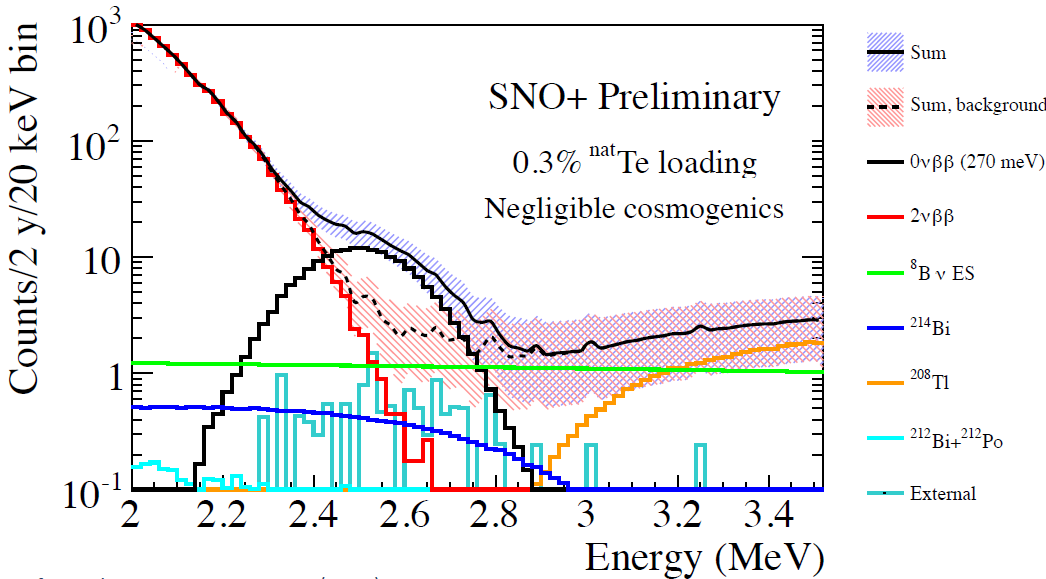 10³
10²
10
1
10⁻¹
Counts/2 y/20 keV bin
SNO+ Preliminary
0.3% ⁿᵃᵗTe loading
Negligible cosmogenics
2 2.2 2.4 2.6 2.8 3 3.2 3.4
Energy (MeV)
Sum
Sum, background
0νββ (270 meV)
2νββ
⁸B ν ES
²¹⁴Bi
²⁰⁸Tl
²¹²Bi+²¹²Po
External